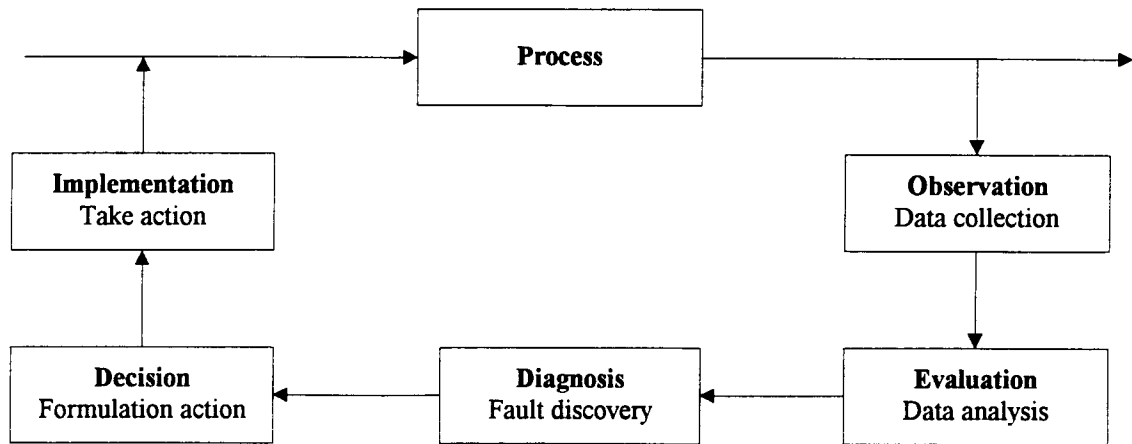 Process
Implementation
Take action
Observation
Data collection
Decision
Formulation action
Diagnosis
Fault discovery
Evaluation
Data analysis